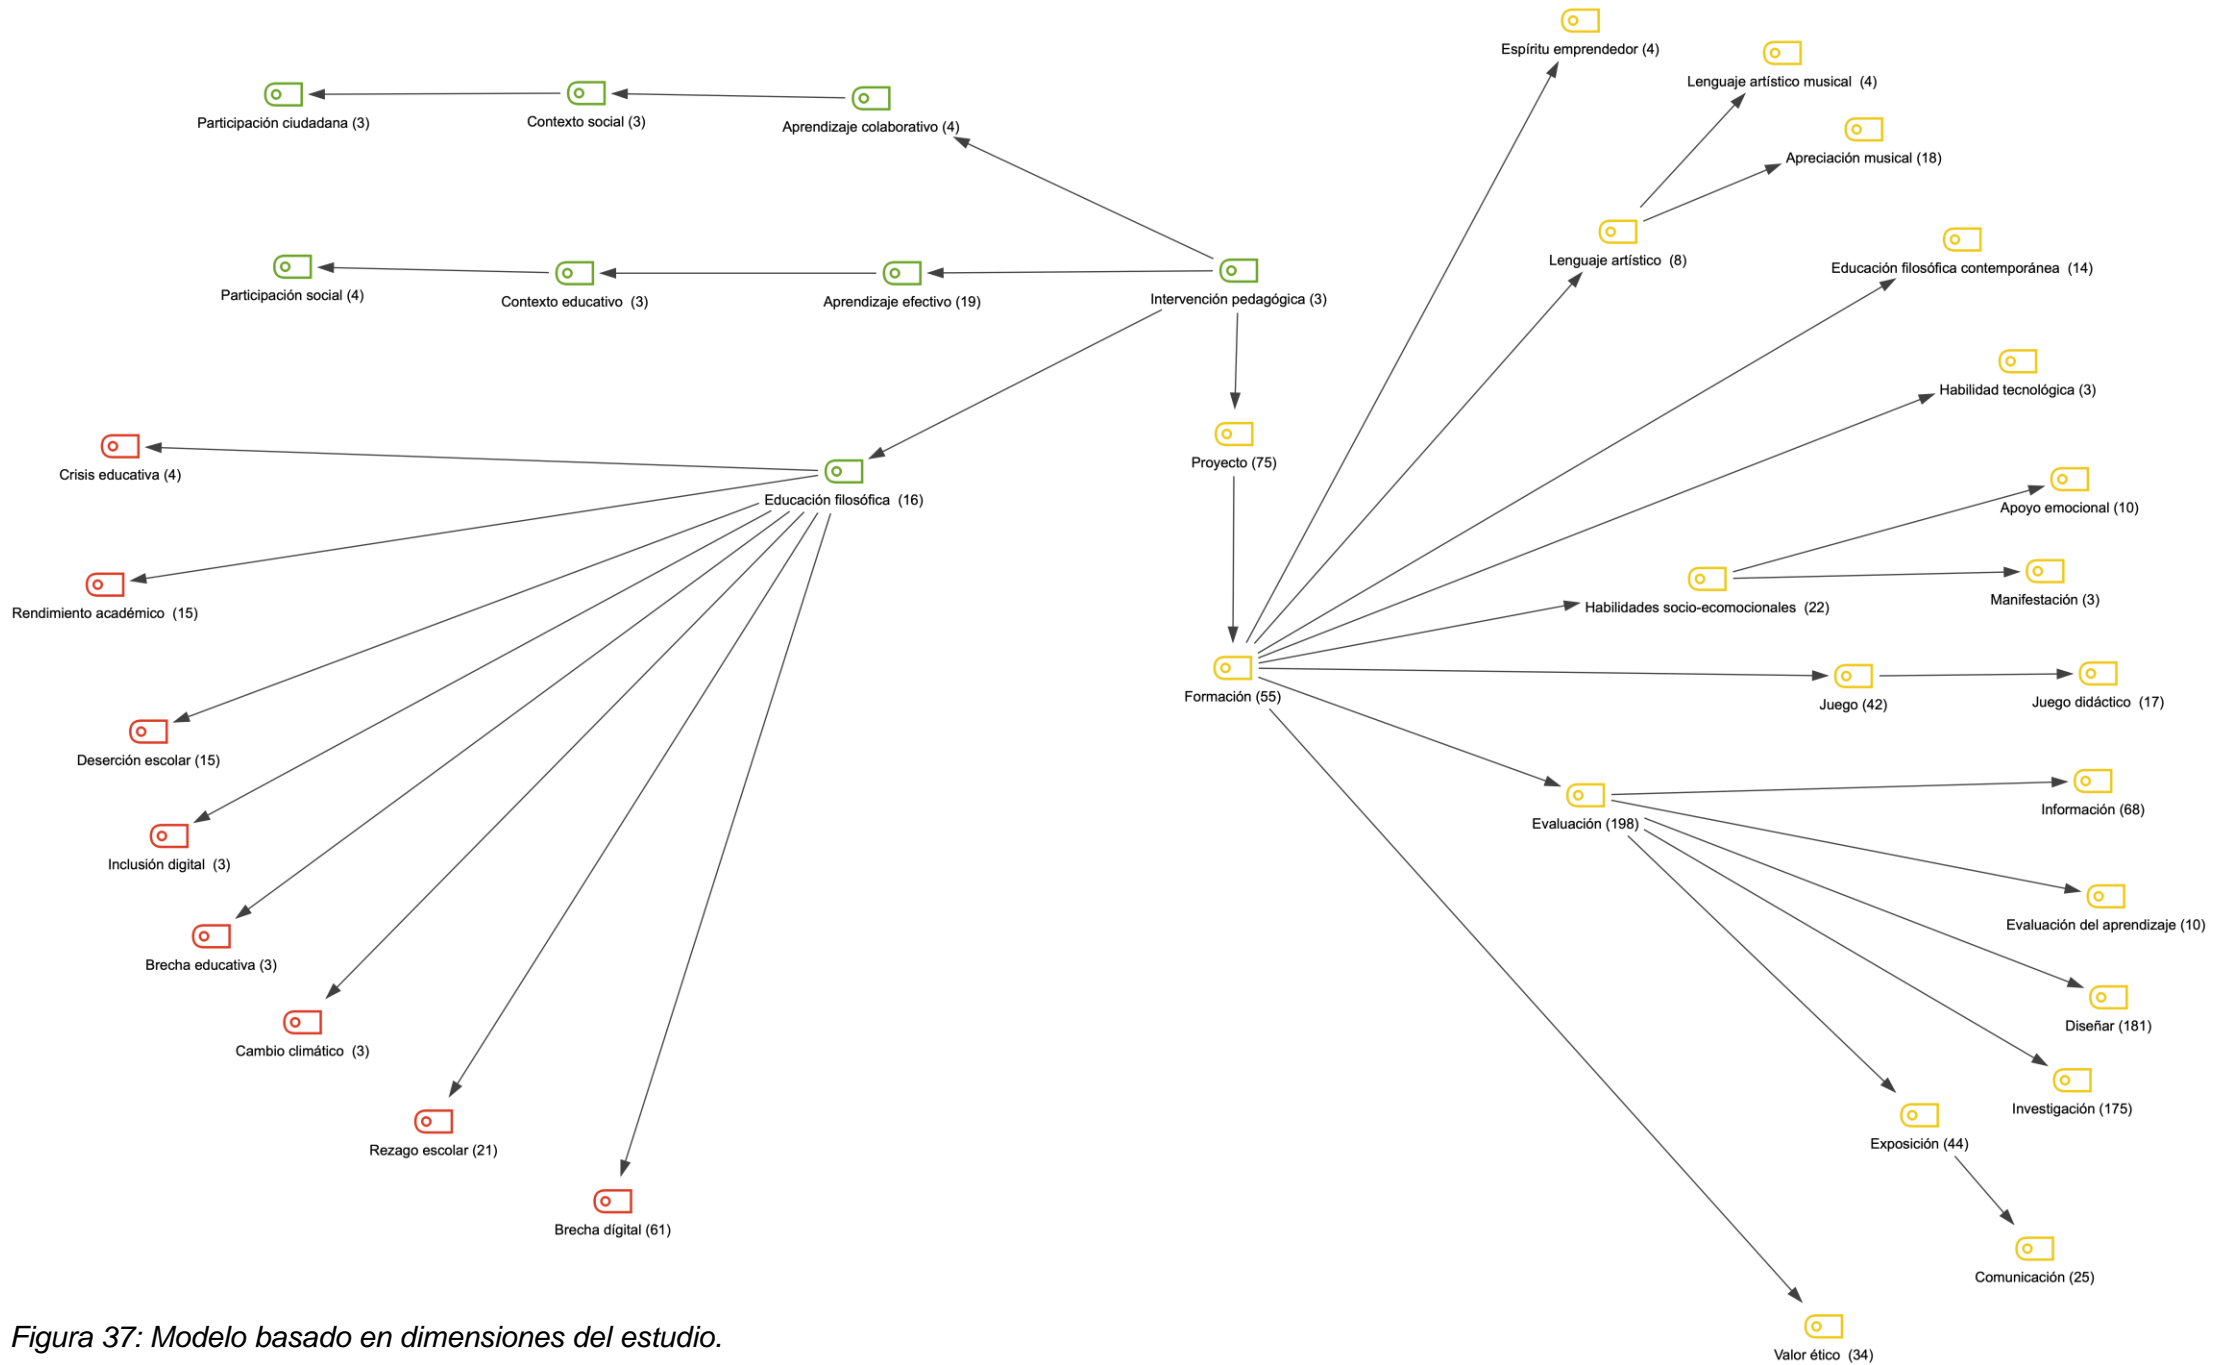 Espíritu emprendedor (4)
Lenguaje artístico musical (4)
Participación ciudadana (3)
Contexto social (3)
Aprendizaje colaborativo (4)
Apreciación musical (18)
Lenguaje artístico (8)
Educación filosófica contemporánea (14)
Participación social (4)
Contexto educativo (3)
Aprendizaje efectivo (19)
Intervención pedagógica (3)
Habilidad tecnológica (3)
Crisis educativa (4)
Proyecto (75)
Educación filosófica (16)
Apoyo emocional (10)
Rendimiento académico (15)
Habilidades socio-ecomocionales (22)
Manifestación (3)
Formación (55)
Juego (42)
Juego didáctico (17)
Deserción escolar (15)
Información (68)
Evaluación (198)
Inclusión digital (3)
Evaluación del aprendizaje (10)
Brecha educativa (3)
Diseñar (181)
Cambio climático (3)
Investigación (175)
Rezago escolar (21)
Exposición (44)
Brecha dígital (61)
Comunicación (25)
Figura 37: Modelo basado en dimensiones del estudio.
Valor ético (34)